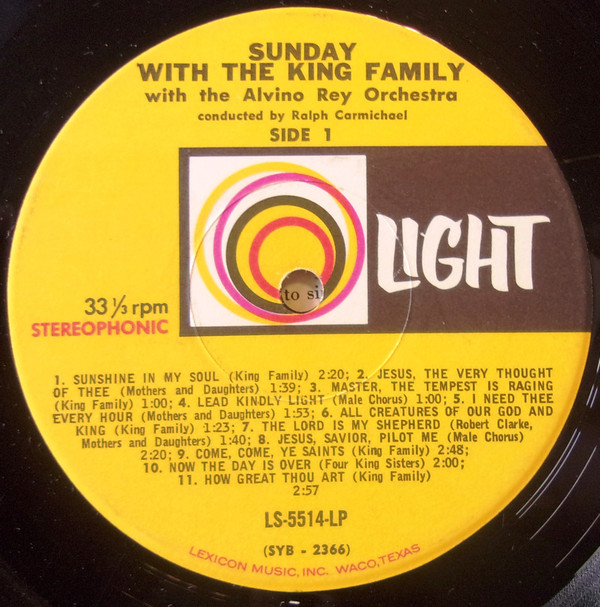 SUNDAY
WITH THE KING FAMILY
with the Alvino Rey Orchestra
conducted by Ralph Carmichael
SIDE 1
LIGHT
to si
33 ⅓ rpm
STEREOPHONIC
1. SUNSHINE IN MY SOUL (King Family) 2:20; 2. JESUS, THE VERY THOUGHT
OF THEE (Mothers and Daughters) 1:39; 3. MASTER, THE TEMPEST IS RAGING
(King Family) 1:00; 4. LEAD KINDLY LIGHT (Male Chorus) 1:00; 5. I NEED THEE
EVERY HOUR (Mothers and Daughters) 1:53; 6. ALL CREATURES OF OUR GOD AND
KING (King Family) 1:23; 7. THE LORD IS MY SHEPHERD (Robert Clarke,
Mothers and Daughters) 1:40; 8. JESUS, SAVIOR, PILOT ME (Male Chorus)
2:20; 9. COME, COME, YE SAINTS (King Family) 2:48;
10. NOW THE DAY IS OVER (Four King Sisters) 2:00;
11. HOW GREAT THOU ART (King Family)
2:57
LS-5514-LP
(SYB - 2366)
LEXICON MUSIC, INC. WACO, TEXAS